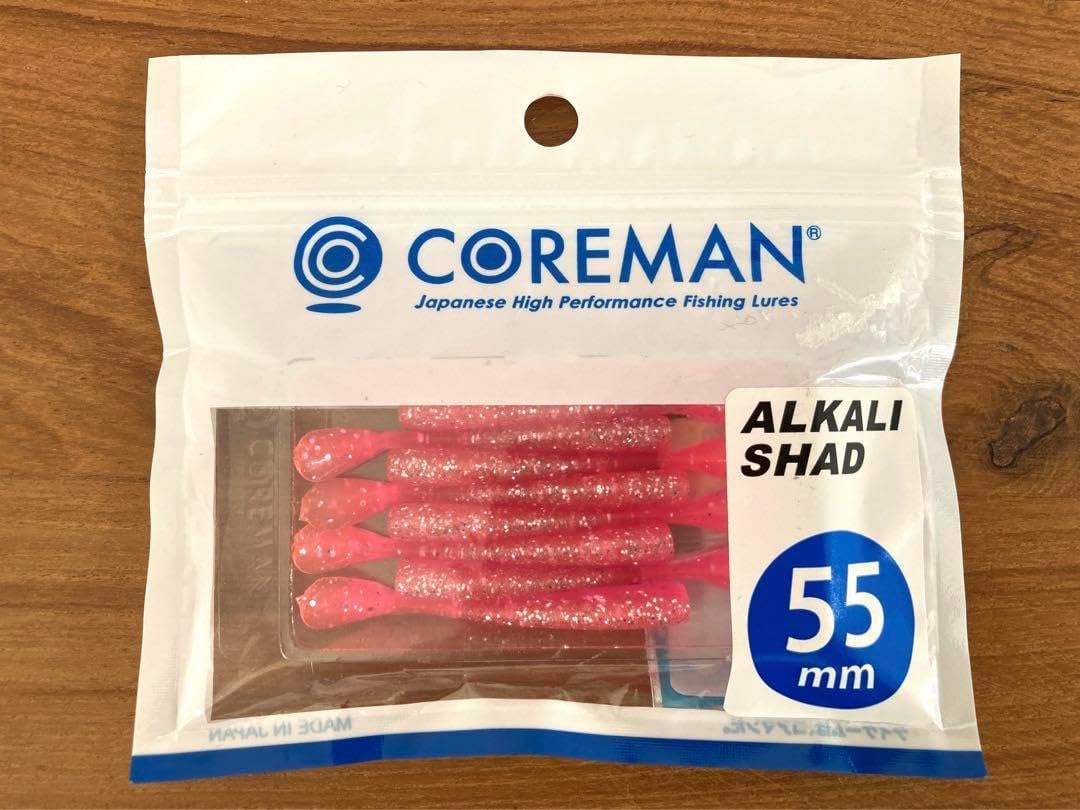 COREMAN®
Japanese High Performance Fishing Lures
ALKALI
SHAD
55
mm
COREMAN
MADE IN JAPAN